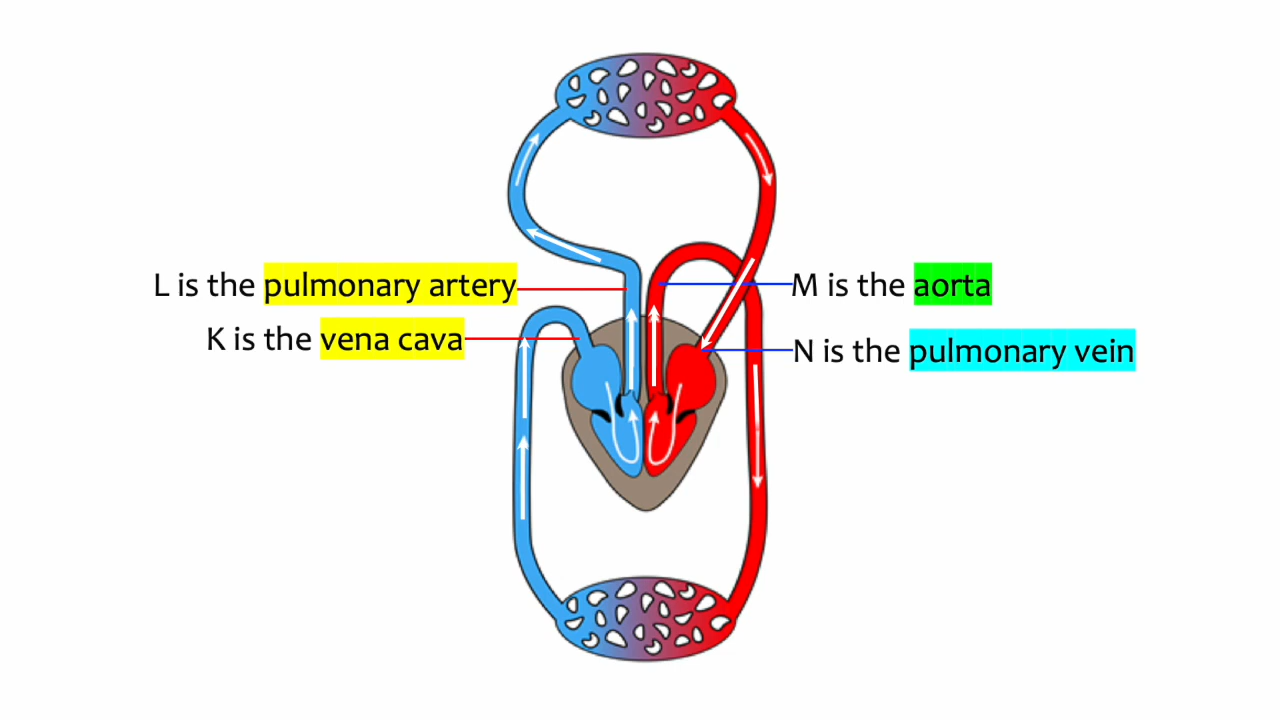 L is the pulmonary artery
K is the vena cava
M is the aorta
N is the pulmonary vein